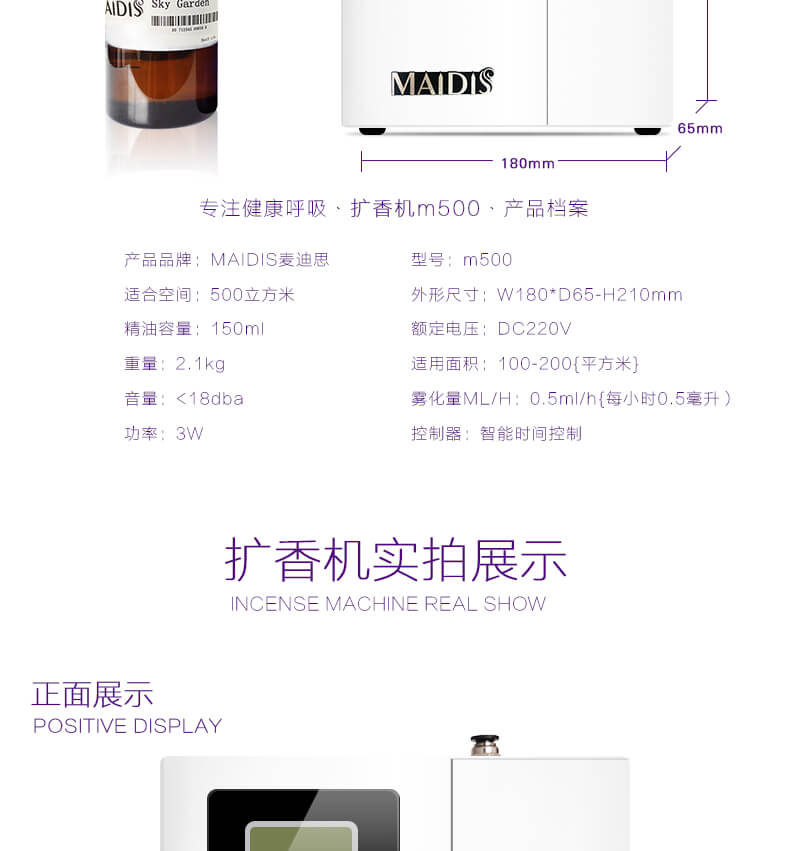 MAIDIS
Sky Garden
MAIDIS
65mm
180mm
专注健康呼吸、扩香机m500、产品档案
产品品牌：MAIDIS麦迪思
型号：m500
适合空间：500立方米
外形尺寸：W180*D65-H210mm
精油容量：150ml
额定电压：DC220V
重量：2.1kg
适用面积：100-200{平方米}
音量：<18dba
雾化量ML/H：0.5ml/h{每小时0.5毫升）
功率：3W
控制器：智能时间控制
扩香机实拍展示
INCENSE MACHINE REAL SHOW
正面展示
POSITIVE DISPLAY